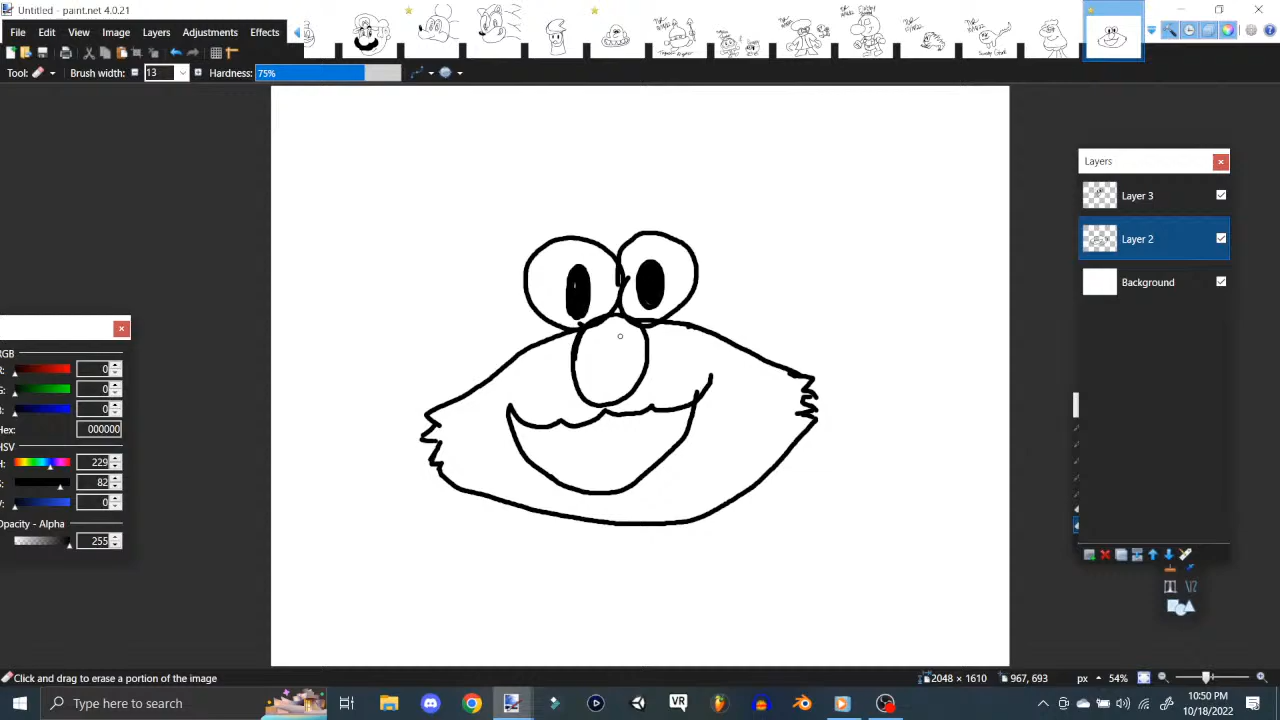 Untitled - paint.net 4.0.21
File Edit View Image Layers Adjustments Effects
Tool: Brush width: 13 Hardness: 75%
Layers
Layer 3
Layer 2
Background
RGB
R: 0
G: 0
B: 0
Hex: 000000
HSV
H: 229
S: 82
V: 0
Opacity - Alpha
255
Click and drag to erase a portion of the image
2048 × 1610
967, 693
px
54%
Type here to search
VR
10:50 PM
10/18/2022